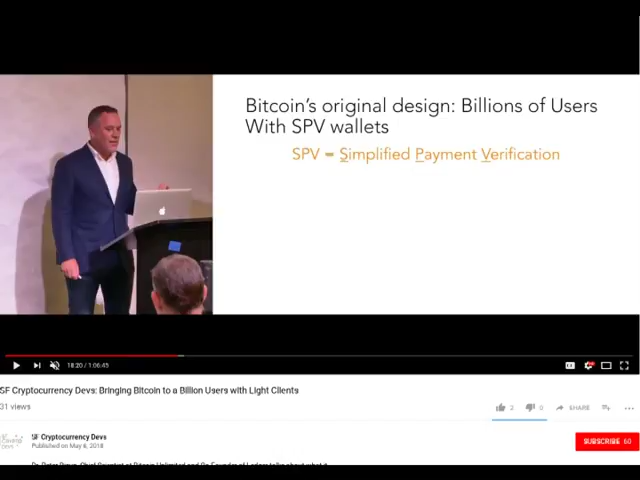 Bitcoin's original design: Billions of Users
With SPV wallets
SPV = Simplified Payment Verification
18:20 / 1:06:45
SF Cryptocurrency Devs: Bringing Bitcoin to a Billion Users with Light Clients
31 views
2
0
SHARE
SF Cryptocurrency Devs
Published on May 6, 2018
SUBSCRIBE 60